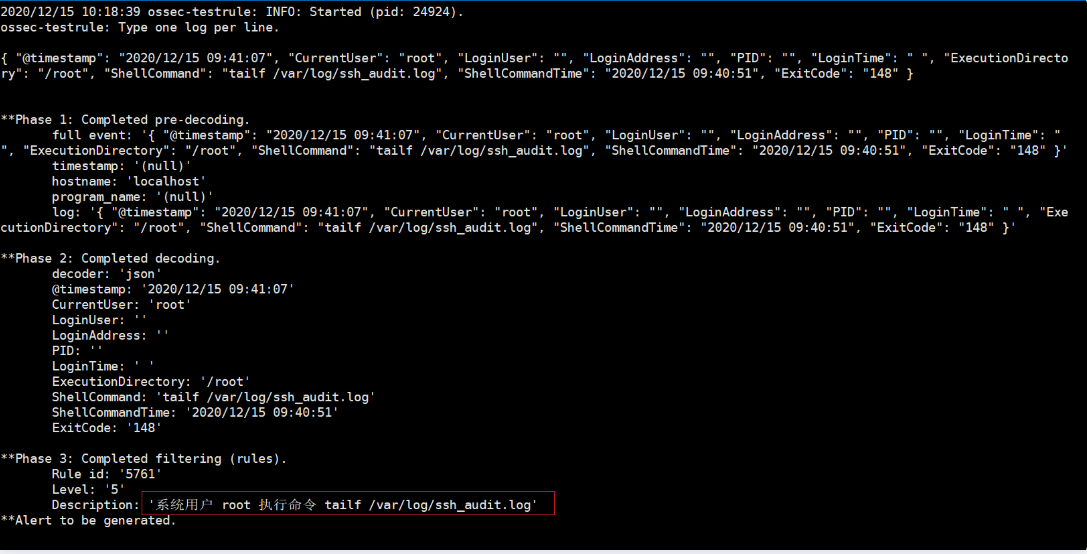 2020/12/15 10:18:39 ossec-testrule: INFO: Started (pid: 24924).
ossec-testrule: Type one log per line.
{ "@timestamp": "2020/12/15 09:41:07", "CurrentUser": "root", "LoginUser": "", "LoginAddress": "", "PID": "", "LoginTime": " ", "ExecutionDirecto
ry": "/root", "ShellCommand": "tailf /var/log/ssh_audit.log", "ShellCommandTime": "2020/12/15 09:40:51", "ExitCode": "148" }
**Phase 1: Completed pre-decoding.
full event: '{ "@timestamp": "2020/12/15 09:41:07", "CurrentUser": "root", "LoginUser": "", "LoginAddress": "", "PID": "", "LoginTime": "
", "ExecutionDirectory": "/root", "ShellCommand": "tailf /var/log/ssh_audit.log", "ShellCommandTime": "2020/12/15 09:40:51", "ExitCode": "148" }'
timestamp: '(null)'
hostname: 'localhost'
program_name: '(null)'
log: '{ "@timestamp": "2020/12/15 09:41:07", "CurrentUser": "root", "LoginUser": "", "LoginAddress": "", "PID": "", "LoginTime": " ", "Exe
cutionDirectory": "/root", "ShellCommand": "tailf /var/log/ssh_audit.log", "ShellCommandTime": "2020/12/15 09:40:51", "ExitCode": "148" }'
**Phase 2: Completed decoding.
decoder: 'json'
@timestamp: '2020/12/15 09:41:07'
CurrentUser: 'root'
LoginUser: ''
LoginAddress: ''
PID: ''
LoginTime: ' '
ExecutionDirectory: '/root'
ShellCommand: 'tailf /var/log/ssh_audit.log'
ShellCommandTime: '2020/12/15 09:40:51'
ExitCode: '148'
**Phase 3: Completed filtering (rules).
Rule id: '5761'
Level: '5'
Description: '系统用户 root 执行命令 tailf /var/log/ssh_audit.log'
**Alert to be generated.